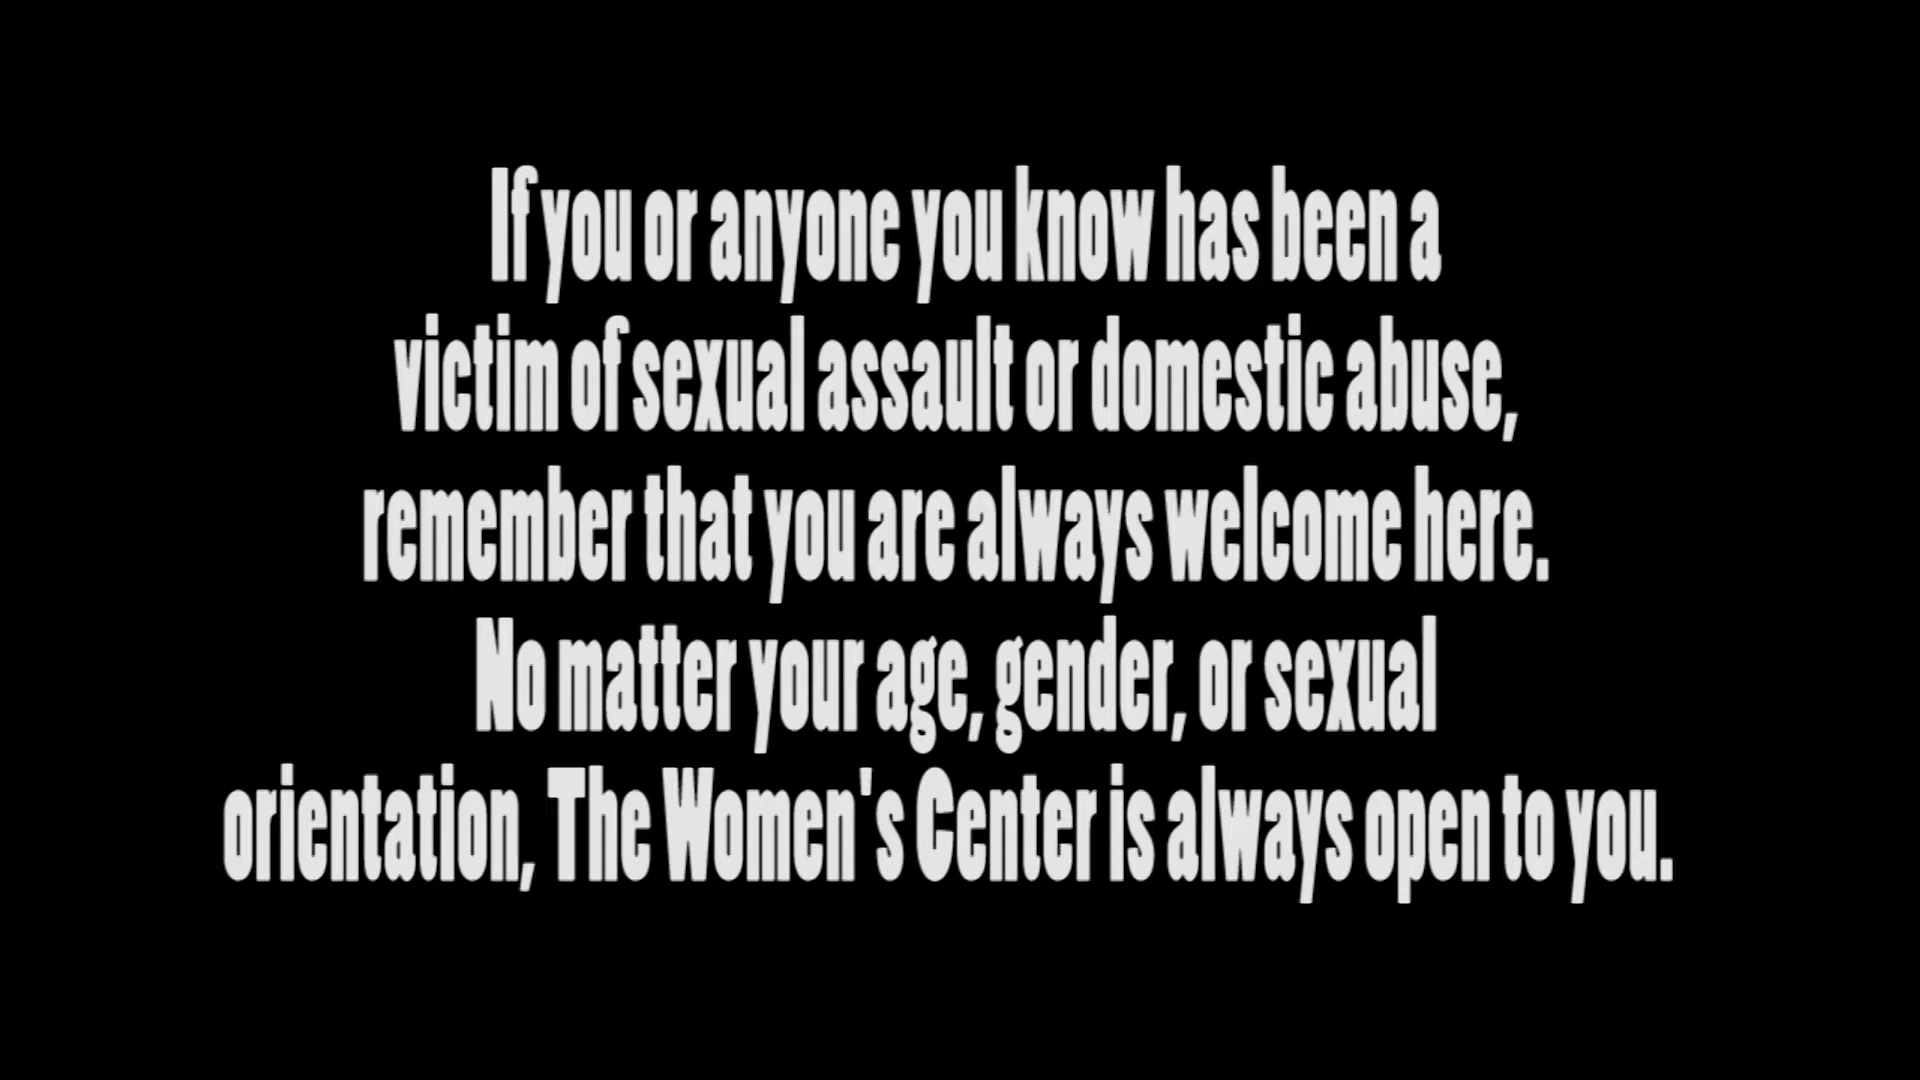 If you or anyone you know has been a
victim of sexual assault or domestic abuse,
remember that you are always welcome here.
No matter your age, gender, or sexual
orientation, The Women's Center is always open to you.